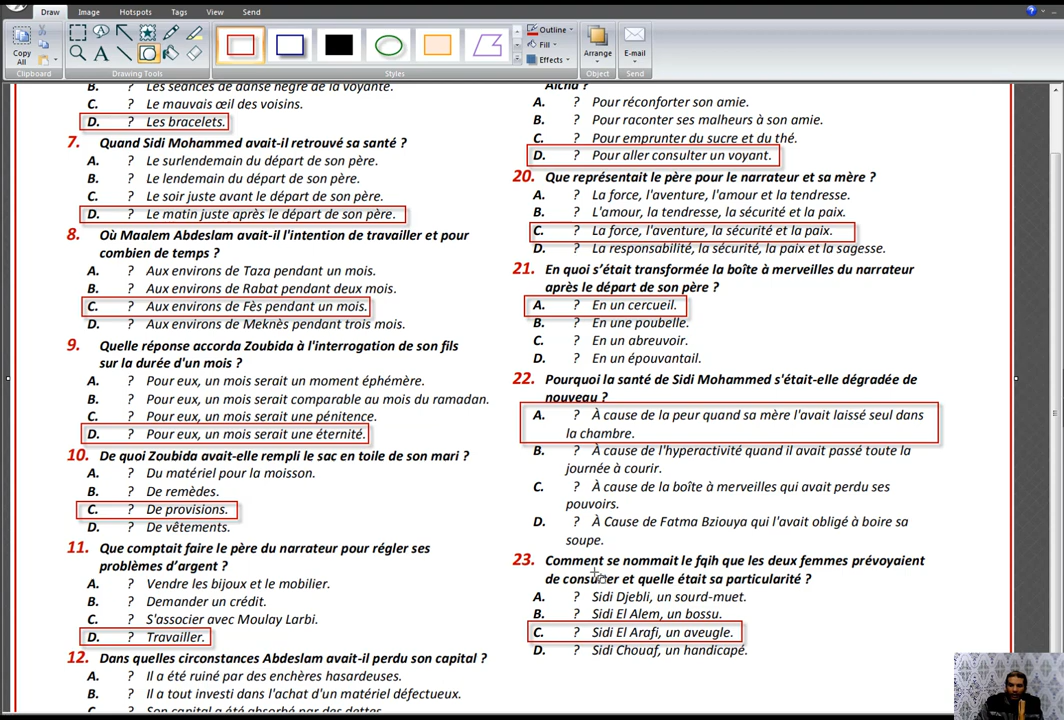 Draw
Image
Hotspots
Tags
View
Send
Copy
All
Outline
Fill
Effects
Arrange
E-mail
Clipboard
Drawing Tools
Styles
Object
Send
B. ? Les séances de danse nègre de la voyante.
C. ? Le mauvais œil des voisins.
D. ? Les bracelets.
7. Quand Sidi Mohammed avait-il retrouvé sa santé ?
A. ? Le surlendemain du départ de son père.
B. ? Le lendemain du départ de son père.
C. ? Le soir juste avant le départ de son père.
D. ? Le matin juste après le départ de son père.
8. Où Maalem Abdeslam avait-il l'intention de travailler et pour
combien de temps ?
A. ? Aux environs de Taza pendant un mois.
B. ? Aux environs de Rabat pendant deux mois.
C. ? Aux environs de Fès pendant un mois.
D. ? Aux environs de Meknès pendant trois mois.
9. Quelle réponse accorda Zoubida à l'interrogation de son fils
sur la durée d'un mois ?
A. ? Pour eux, un mois serait un moment éphémère.
B. ? Pour eux, un mois serait comparable au mois du ramadan.
C. ? Pour eux, un mois serait une pénitence.
D. ? Pour eux, un mois serait une éternité.
10. De quoi Zoubida avait-elle rempli le sac en toile de son mari ?
A. ? Du matériel pour la moisson.
B. ? De remèdes.
C. ? De provisions.
D. ? De vêtements.
11. Que comptait faire le père du narrateur pour régler ses
problèmes d’argent ?
A. ? Vendre les bijoux et le mobilier.
B. ? Demander un crédit.
C. ? S'associer avec Moulay Larbi.
D. ? Travailler.
12. Dans quelles circonstances Abdeslam avait-il perdu son capital ?
A. ? Il a été ruiné par des enchères hasardeuses.
B. ? Il a tout investi dans l'achat d'un matériel défectueux.
C. ? Son capital a été absorbé par des dettes.
Aïcha ?
A. ? Pour réconforter son amie.
B. ? Pour raconter ses malheurs à son amie.
C. ? Pour emprunter du sucre et du thé.
D. ? Pour aller consulter un voyant.
20. Que représentait le père pour le narrateur et sa mère ?
A. ? La force, l'aventure, l'amour et la tendresse.
B. ? L'amour, la tendresse, la sécurité et la paix.
C. ? La force, l'aventure, la sécurité et la paix.
D. ? La responsabilité, la sécurité, la paix et la sagesse.
21. En quoi s’était transformée la boîte à merveilles du narrateur
après le départ de son père ?
A. ? En un cercueil.
B. ? En une poubelle.
C. ? En un abreuvoir.
D. ? En un épouvantail.
22. Pourquoi la santé de Sidi Mohammed s'était-elle dégradée de
nouveau ?
A. ? À cause de la peur quand sa mère l'avait laissé seul dans
la chambre.
B. ? À cause de l'hyperactivité quand il avait passé toute la
journée à courir.
C. ? À cause de la boîte à merveilles qui avait perdu ses
pouvoirs.
D. ? À Cause de Fatma Bziouya qui l'avait obligé à boire sa
soupe.
23. Comment se nommait le fqih que les deux femmes prévoyaient
de consulter et quelle était sa particularité ?
A. ? Sidi Djebli, un sourd-muet.
B. ? Sidi El Alem, un bossu.
C. ? Sidi El Arafi, un aveugle.
D. ? Sidi Chouaf, un handicapé.